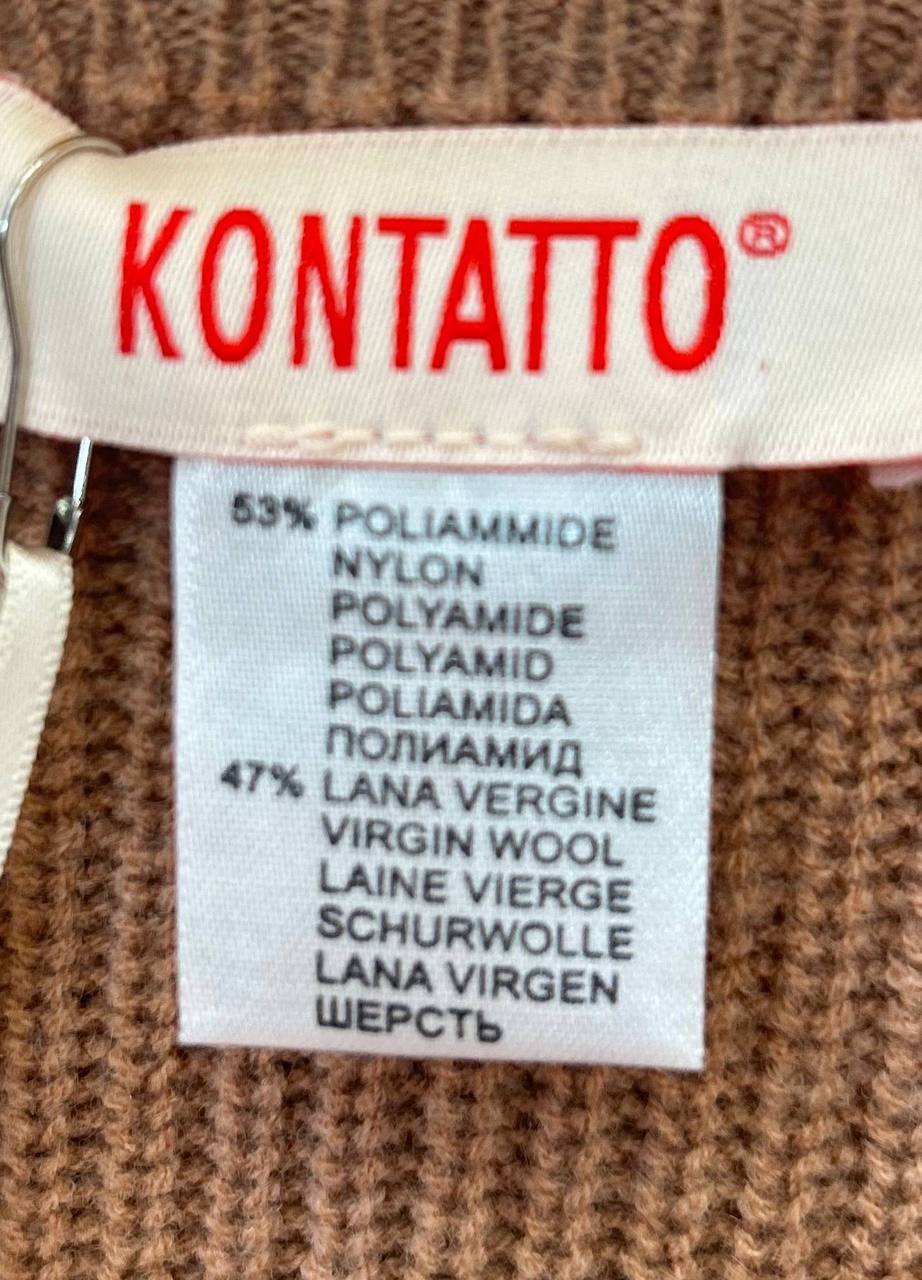 KONTATTO®
53% POLIAMMIDE
NYLON
POLYAMIDE
POLYAMID
POLIAMIDA
ПОЛИАМИД
47% LANA VERGINE
VIRGIN WOOL
LAINE VIERGE
SCHURWOLLE
LANA VIRGEN
ШЕРСТЬ